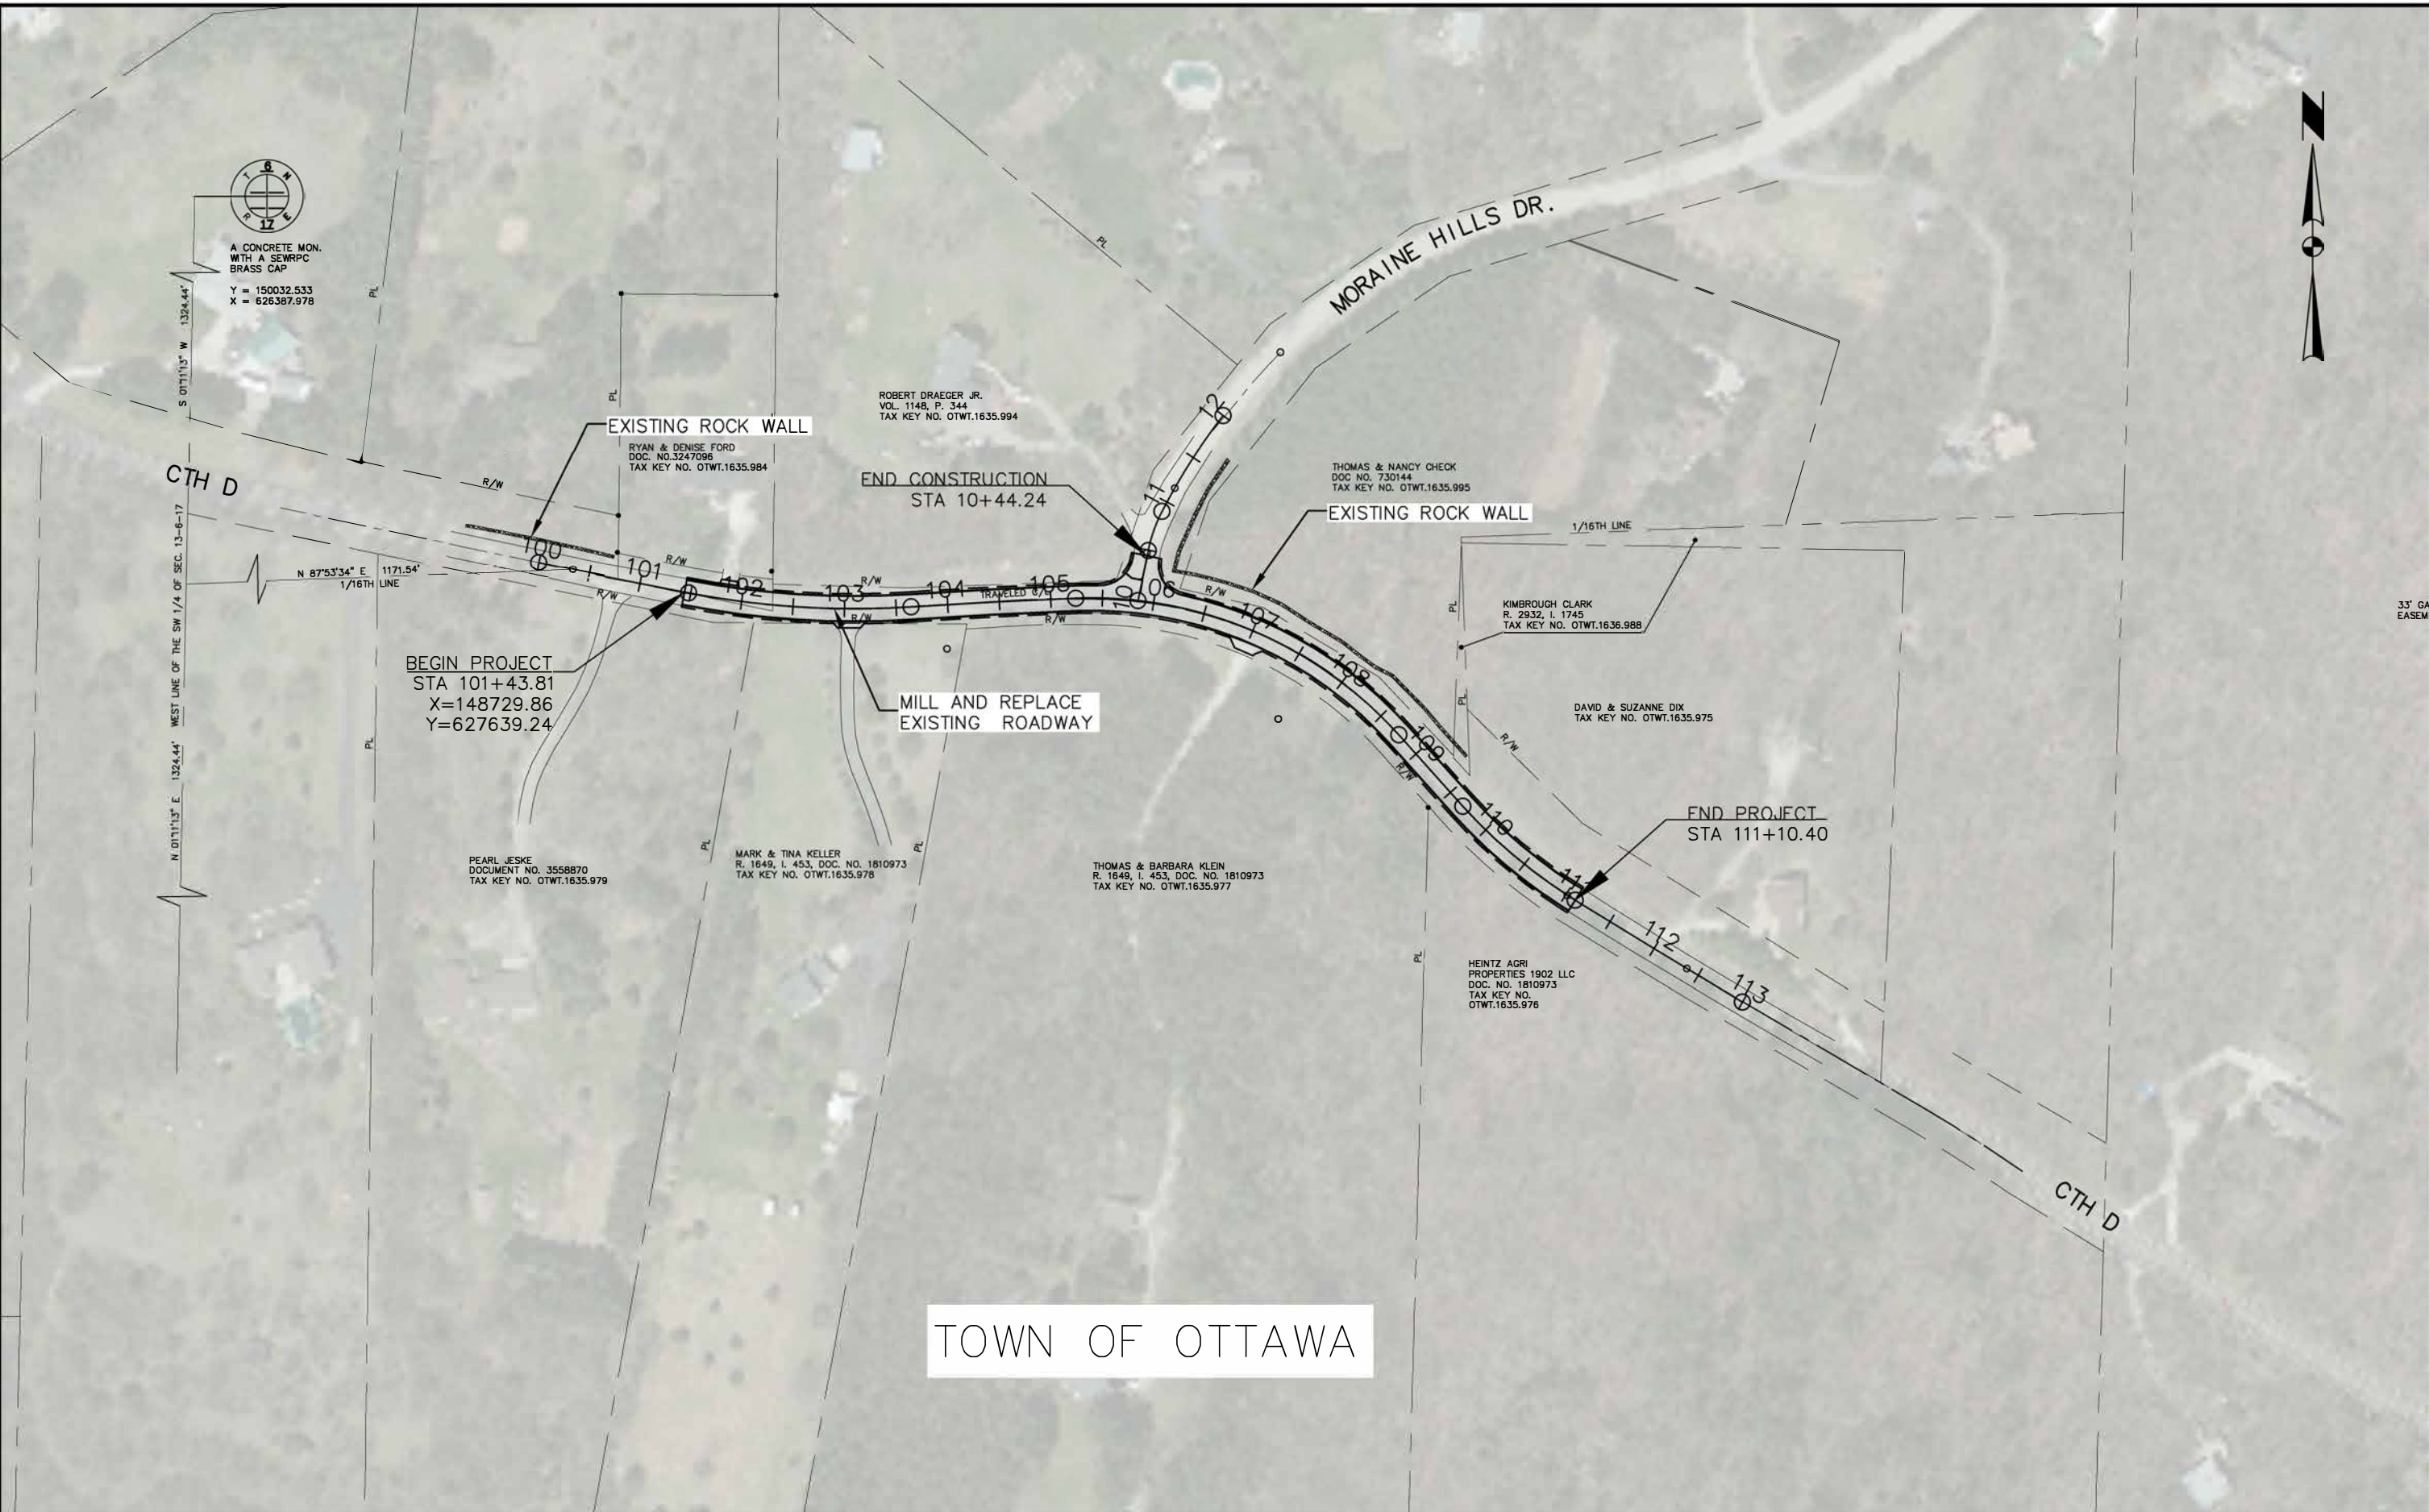 6
T N
R E
17
A CONCRETE MON.
WITH A SEWRPC
BRASS CAP
Y = 150032.533
X = 626387.978
S 01°11'13" W 1324.44'
WEST LINE OF THE SW 1/4 OF SEC. 13-6-17
N 01°11'13" E 1324.44'
N
PL
PL
PL
MORAINE HILLS DR.
CTH D
R/W
EXISTING ROCK WALL
RYAN & DENISE FORD
DOC. NO.3247096
TAX KEY NO. OTWT.1635.984
ROBERT DRAEGER JR.
VOL. 1148, P. 344
TAX KEY NO. OTWT.1635.994
END CONSTRUCTION
STA 10+44.24
THOMAS & NANCY CHECK
DOC NO. 730144
TAX KEY NO. OTWT.1635.995
EXISTING ROCK WALL
1/16TH LINE
N 87°53'34" E 1171.54'
1/16TH LINE
12
11
10
100
101
102
103
104
105
106
107
108
109
110
111
112
113
R/W
R/W
R/W
R/W
R/W
R/W
TRAVELED C/L
PL
PL
R/W
R/W
KIMBROUGH CLARK
R. 2932, I. 1745
TAX KEY NO. OTWT.1636.988
33' GA
EASEM
BEGIN PROJECT
STA 101+43.81
X=148729.86
Y=627639.24
MILL AND REPLACE
EXISTING ROADWAY
DAVID & SUZANNE DIX
TAX KEY NO. OTWT.1635.975
END PROJECT
STA 111+10.40
PL
PL
PL
PL
PEARL JESKE
DOCUMENT NO. 3558870
TAX KEY NO. OTWT.1635.979
MARK & TINA KELLER
R. 1649, I. 453, DOC. NO. 1810973
TAX KEY NO. OTWT.1635.978
THOMAS & BARBARA KLEIN
R. 1649, I. 453, DOC. NO. 1810973
TAX KEY NO. OTWT.1635.977
HEINTZ AGRI
PROPERTIES 1902 LLC
DOC. NO. 1810973
TAX KEY NO.
OTWT.1635.976
CTH D
TOWN OF OTTAWA